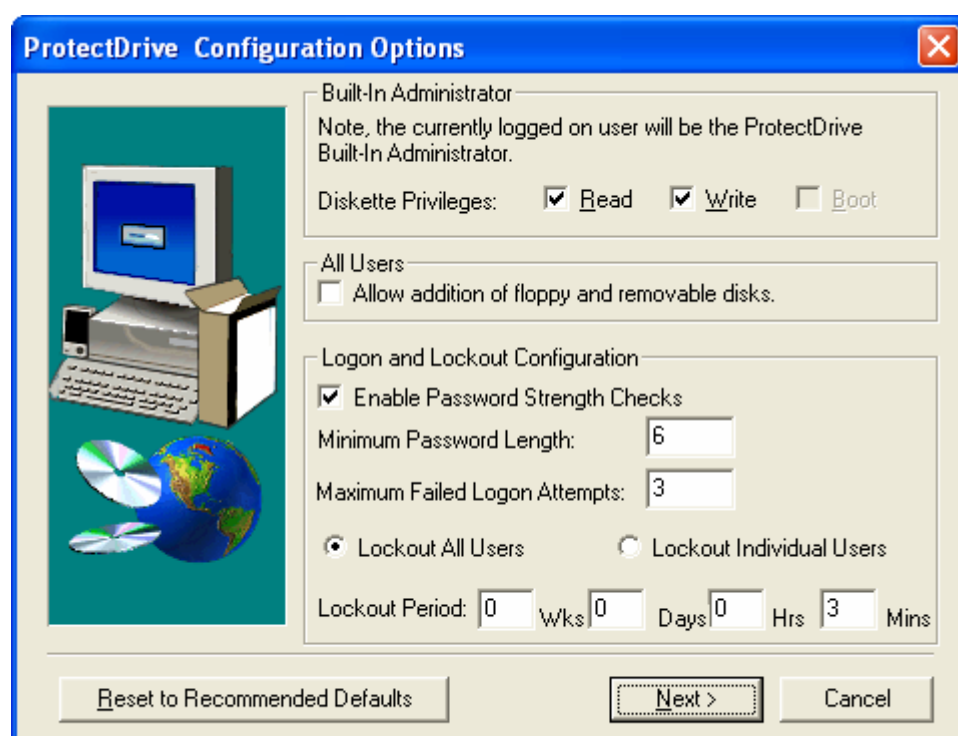 ProtectDrive Configuration Options
Built-In Administrator
Note, the currently logged on user will be the ProtectDrive
Built-In Administrator.
Diskette Privileges: Read Write Boot
All Users
Allow addition of floppy and removable disks.
Logon and Lockout Configuration
Enable Password Strength Checks
Minimum Password Length: 6
Maximum Failed Logon Attempts: 3
Lockout All Users Lockout Individual Users
Lockout Period: 0 Wks 0 Days 0 Hrs 3 Mins
Reset to Recommended Defaults Next > Cancel